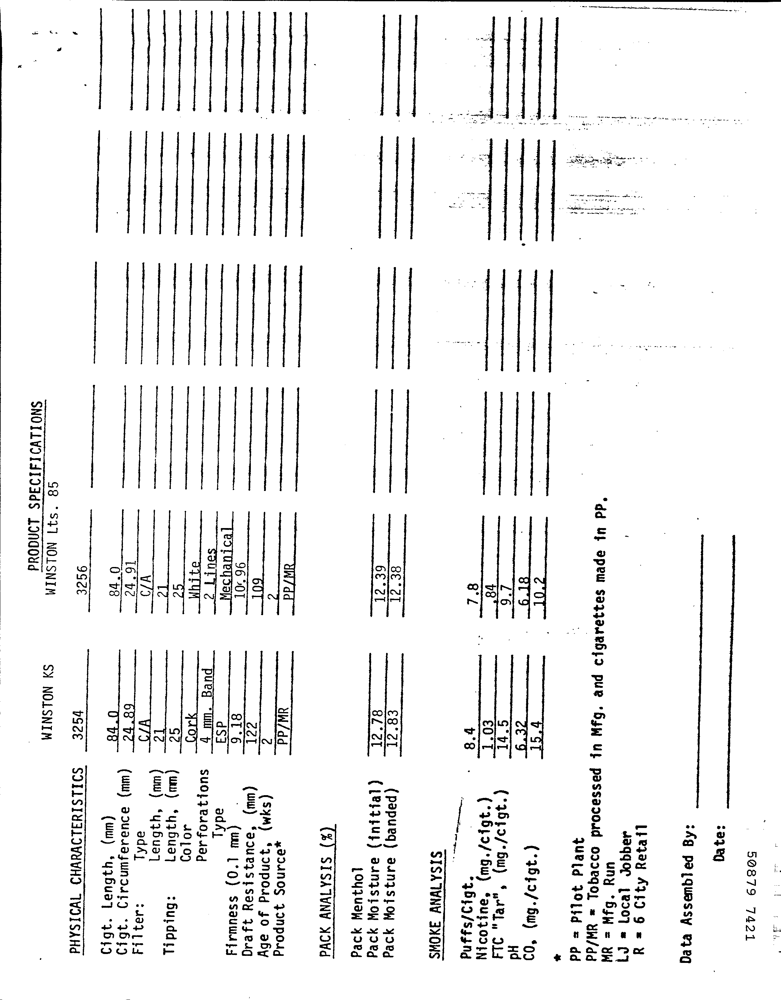 PRODUCT SPECIFICATIONS
WINSTON KS WINSTON Lts. 85
PHYSICAL CHARACTERISTICS 3254 3256
Cigt. Length, (mm) 84.0 84.0
Cigt. Circumference (mm) 24.89 24.91
Filter: Type C/A C/A
Length, (mm) 21 21
Tipping: Length, (mm) 25 25
Color Cork White
Perforations 4 mm. Band 2 Lines
Type ESP Mechanical
Firmness (0.1 mm) 9.18 10.96
Draft Resistance, (mm) 122 109
Age of Product, (wks) 2 2
Product Source* PP/MR PP/MR
PACK ANALYSIS (%)
Pack Menthol
Pack Moisture (initial) 12.78 12.39
Pack Moisture (banded) 12.83 12.38
SMOKE ANALYSIS
Puffs/Cigt. 8.4 7.8
Nicotine, (mg./cigt.) 1.03 .84
FTC "Tar", (mg./cigt.) 14.5 9.7
pH 6.32 6.18
CO, (mg./cigt.) 15.4 10.2
*
PP = Pilot Plant
PP/MR = Tobacco processed in Mfg. and cigarettes made in PP.
MR = Mfg. Run
LJ = Local Jobber
R = 6 City Retail
Data Assembled By:
Date:
50879 7421